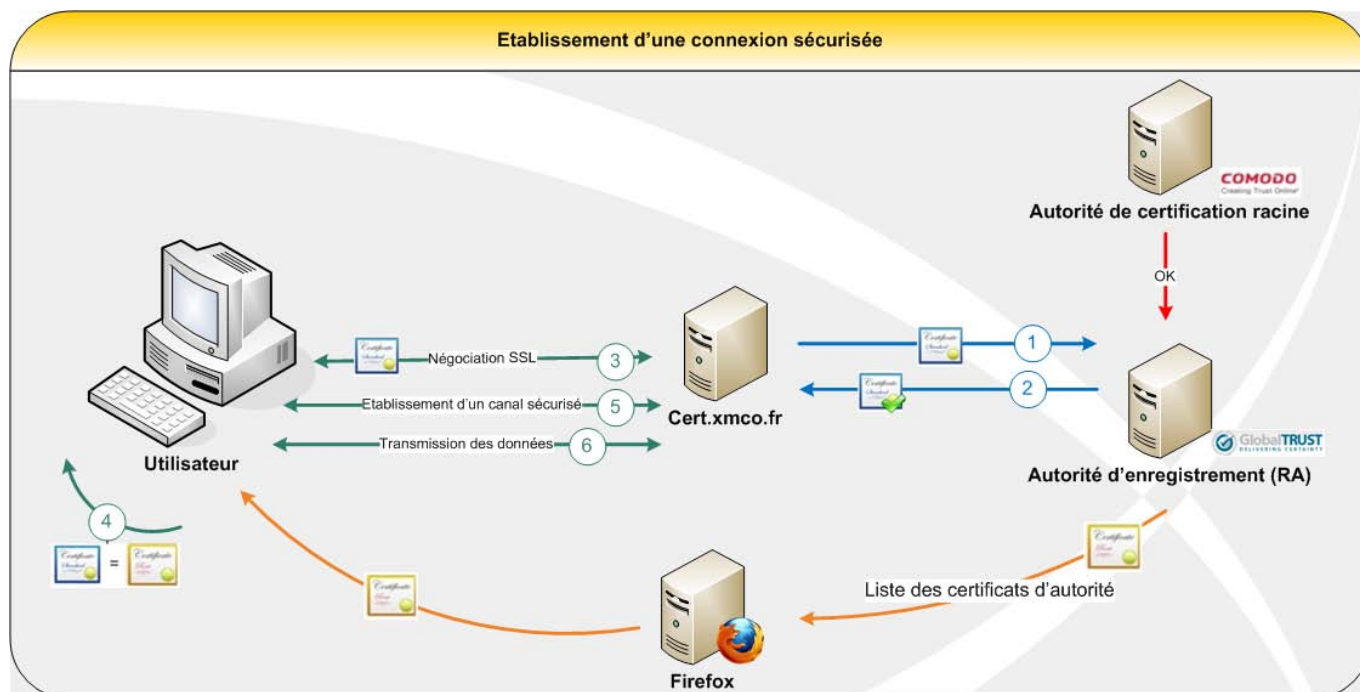 Etablissement d'une connexion sécurisée
COMODO
Creating Trust Online®
Autorité de certification racine
OK
1
Négociation SSL
3
2
Etablissement d'un canal sécurisé
5
Cert.xmco.fr
Transmission des données
6
GlobalTRUST
DELIVERING CERTAINTY
Utilisateur
Autorité d'enregistrement (RA)
4
=
Liste des certificats d'autorité
Firefox